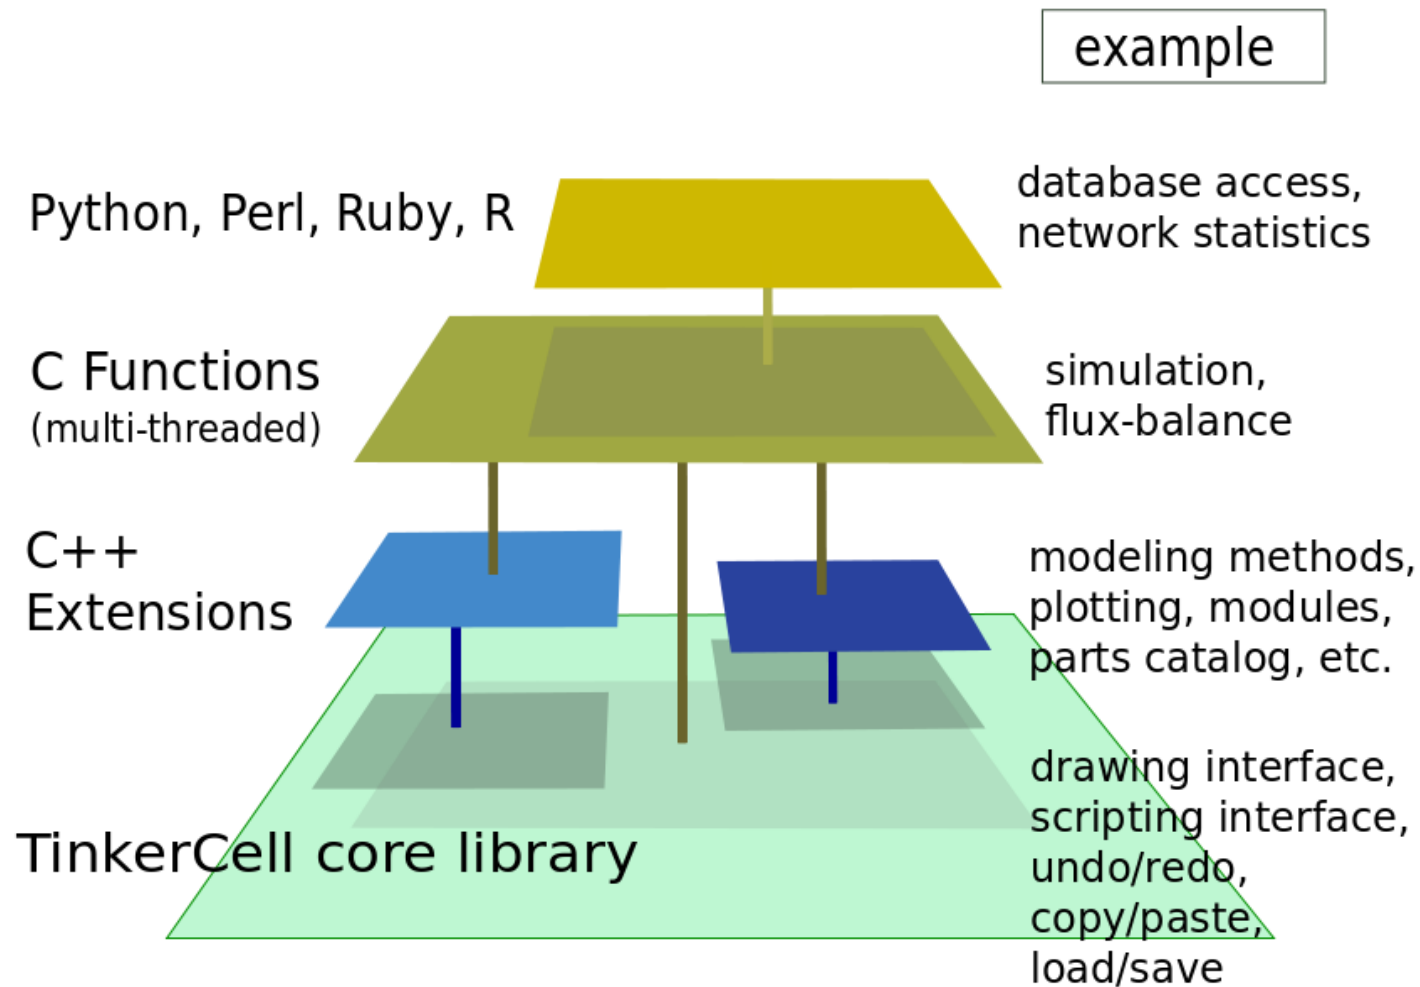 example
Python, Perl, Ruby, R
database access,
network statistics
C Functions
(multi-threaded)
simulation,
flux-balance
C++
Extensions
modeling methods,
plotting, modules,
parts catalog, etc.
TinkerCell core library
drawing interface,
scripting interface,
undo/redo,
copy/paste,
load/save